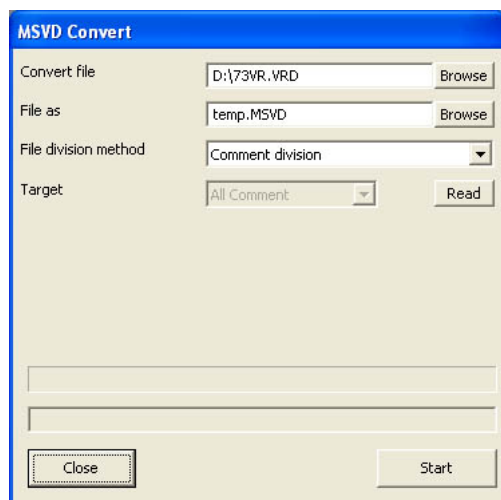 MSVD Convert
Convert file D:\73VR.VRD Browse
File as temp.MSVD Browse
File division method Comment division
Target All Comment Read
Close Start